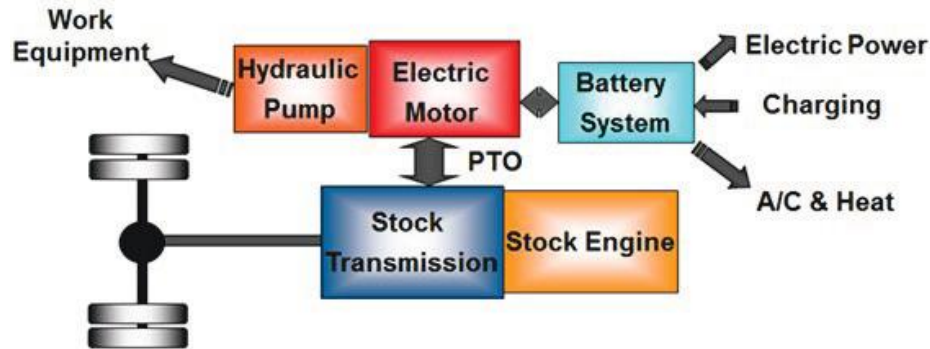 Work
Equipment
Hydraulic
Pump
Electric
Motor
Battery
System
Electric Power
Charging
A/C & Heat
PTO
Stock
Transmission
Stock Engine